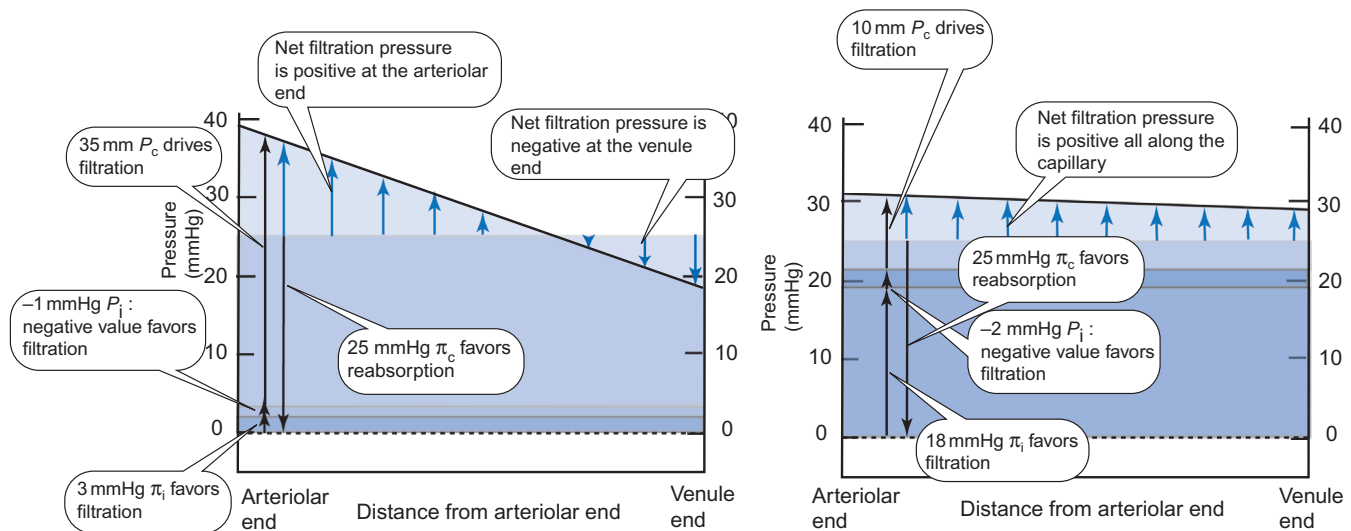 Net filtration pressure
is positive at the arteriolar
end
35 mm Pc drives
filtration
Net filtration pressure is
negative at the venule
end
–1 mmHg Pi :
negative value favors
filtration
25 mmHg πc favors
reabsorption
3 mmHg πi favors
filtration
Pressure
(mmHg)
40
30
20
10
0
40
30
20
10
0
Arteriolar
end
Distance from arteriolar end
Venule
end
10 mm Pc drives
filtration
Net filtration pressure
is positive all along the
capillary
25 mmHg πc favors
reabsorption
–2 mmHg Pi :
negative value favors
filtration
18 mmHg πi favors
filtration
Pressure
(mmHg)
40
30
20
10
0
40
30
20
10
0
Arteriolar
end
Distance from arteriolar end
Venule
end